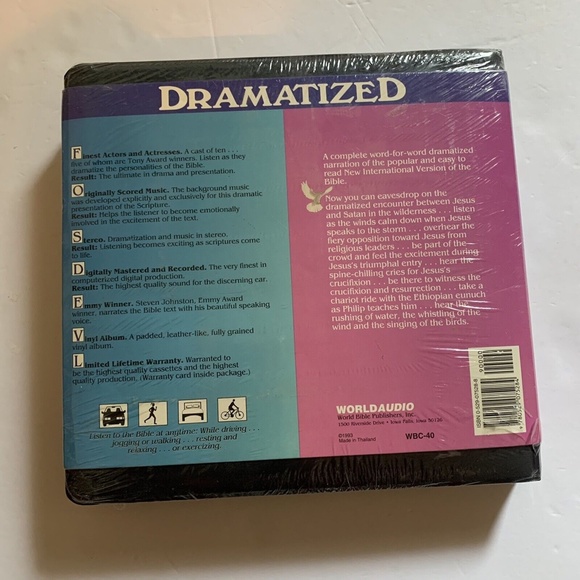 DRAMATIZED
Finest Actors and Actresses. A cast of ten . . .
five of whom are Tony Award winners. Listen as they
dramatize the personalities of the Bible.
Result: The ultimate in drama and presentation.
Originally Scored Music. The background music
was developed explicitly and exclusively for this dramatic
presentation of the Scripture.
Result: Helps the listener to become emotionally
involved in the excitement of the text.
Stereo. Dramatization and music in stereo.
Result: Listening becomes exciting as scriptures come
to life.
Digitally Mastered and Recorded. The very finest in
computerized digital production.
Result: The highest quality sound for the discerning ear.
Emmy Winner. Steven Johnston, Emmy Award
winner, narrates the Bible text with his beautiful speaking
voice.
Vinyl Album. A padded, leather-like, fully grained
vinyl album.
Limited Lifetime Warranty. Warranted to
be the highest quality cassettes and the highest
quality production. (Warranty card inside package.)
Listen to the Bible at anytime: While driving . . .
jogging or walking . . . resting and
relaxing . . . or exercizing.
A complete word-for-word dramatized
narration of the popular and easy to
read New International Version of the
Bible.
Now you can eavesdrop on the
dramatized encounter between Jesus
and Satan in the wilderness . . . listen
as the winds calm down when Jesus
speaks to the storm . . . overhear the
fiery opposition toward Jesus from
religious leaders . . . be part of the
crowd and feel the excitement during
Jesus's triumphal entry . . . hear the
spine-chilling cries for Jesus's
crucifixion . . . be there to witness the
crucifixion and resurrection . . . take a
chariot ride with the Ethiopian eunuch
as Philip teaches him . . . hear the
rushing of water, the whistling of the
wind and the singing of the birds.
WORLDAUDIO
World Bible Publishers, Inc.
1500 Riverside Drive • Iowa Falls, Iowa 50126
©1993
Made in Thailand
WBC-40
90000